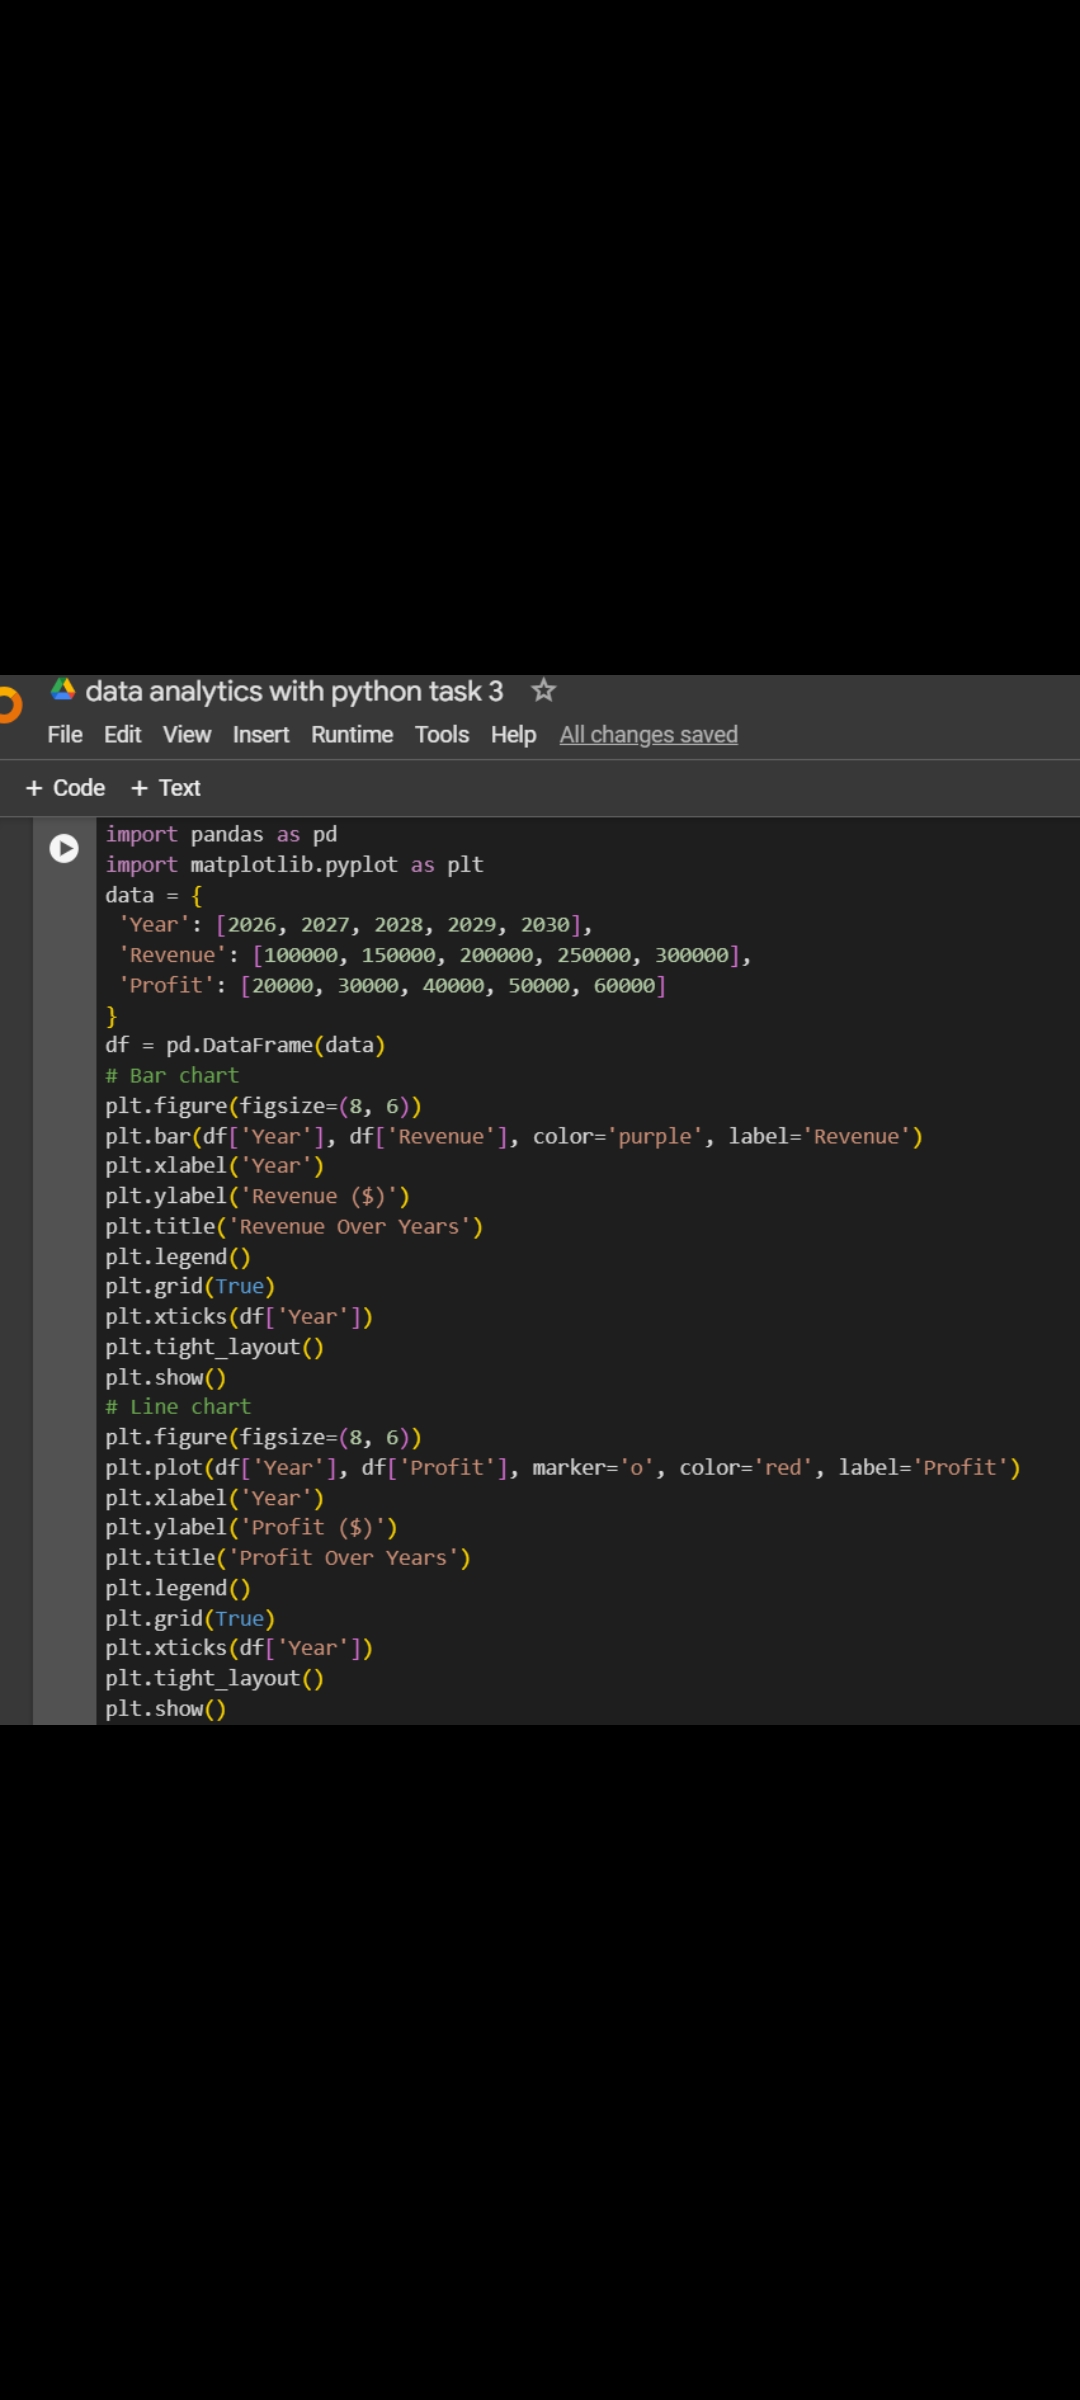 data analytics with python task 3
File Edit View Insert Runtime Tools Help All changes saved
+ Code + Text
import pandas as pd
import matplotlib.pyplot as plt
data = {
 'Year': [2026, 2027, 2028, 2029, 2030],
 'Revenue': [100000, 150000, 200000, 250000, 300000],
 'Profit': [20000, 30000, 40000, 50000, 60000]
}
df = pd.DataFrame(data)
# Bar chart
plt.figure(figsize=(8, 6))
plt.bar(df['Year'], df['Revenue'], color='purple', label='Revenue')
plt.xlabel('Year')
plt.ylabel('Revenue ($)')
plt.title('Revenue Over Years')
plt.legend()
plt.grid(True)
plt.xticks(df['Year'])
plt.tight_layout()
plt.show()
# Line chart
plt.figure(figsize=(8, 6))
plt.plot(df['Year'], df['Profit'], marker='o', color='red', label='Profit')
plt.xlabel('Year')
plt.ylabel('Profit ($)')
plt.title('Profit Over Years')
plt.legend()
plt.grid(True)
plt.xticks(df['Year'])
plt.tight_layout()
plt.show()